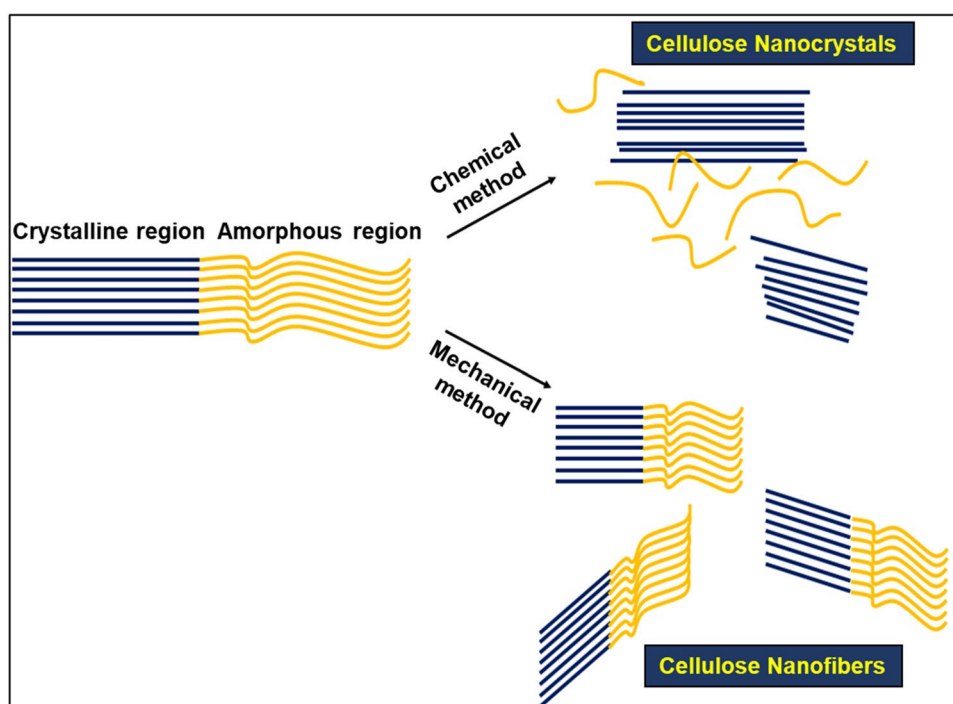 Cellulose Nanocrystals
Chemical
method
Crystalline region Amorphous region
Mechanical
method
Cellulose Nanofibers